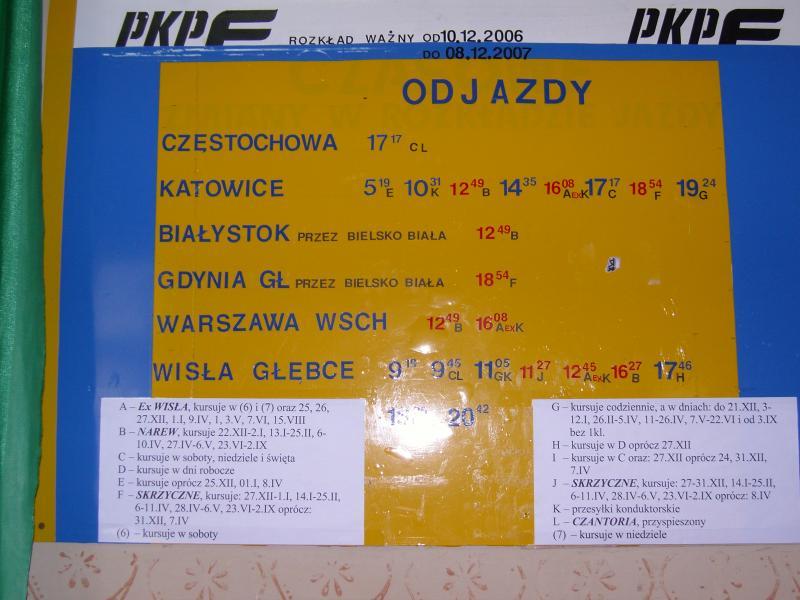 PKP
ROZKŁAD WAŻNY OD 10.12.2006
DO 08.12.2007
PKP
ODJAZDY
ZMIANY W ROZKŁADZIE JAZDY
CZĘSTOCHOWA 17 17 CL
KATOWICE 5 19 E 10 31 K 12 49 B 14 35 16 08 AExK 17 17 C 18 54 F 19 24 G
BIAŁYSTOK PRZEZ BIELSKO BIAŁA 12 49 B
GDYNIA GŁ PRZEZ BIELSKO BIAŁA 18 54 F
WARSZAWA WSCH 12 49 B 16 08 AExK
WISŁA GŁĘBCE 9 9 45 CL 11 05 GK 11 27 J 12 45 AExK 16 27 B 17 46 H
20 42
A – Ex WISŁA, kursuje w (6) i (7) oraz 25, 26,
27.XII, 1.I, 9.IV, 1, 3.V, 7.VI, 15.VIII
B – NAREW, kursuje 22.XII-2.I, 13.I-25.II, 6-
10.IV, 27.IV-6.V, 23.VI-2.IX
C – kursuje w soboty, niedziele i święta
D – kursuje w dni robocze
E – kursuje oprócz 25.XII, 01.I, 8.IV
F – SKRZYCZNE, kursuje: 27.XII-1.I, 14.I-25.II,
6-11.IV, 28.IV-6.V, 23.VI-2.IX oprócz:
31.XII, 7.IV
(6) – kursuje w soboty
G – kursuje codziennie, a w dniach: do 21.XII, 3-
12.I, 26.II-5.IV, 11-26.IV, 7.V-22.VI i od 3.IX
bez 1kl.
H – kursuje w D oprócz 27.XII
I – kursuje w C oraz: 27.XII oprócz 24, 31.XII,
7.IV
J – SKRZYCZNE, kursuje: 27-31.XII, 14.I-25.II,
6-11.IV, 28.IV-6.V, 23.VI-2.IX oprócz: 8.IV
K – przesyłki konduktorskie
L – CZANTORIA, przyspieszony
(7) – kursuje w niedziele